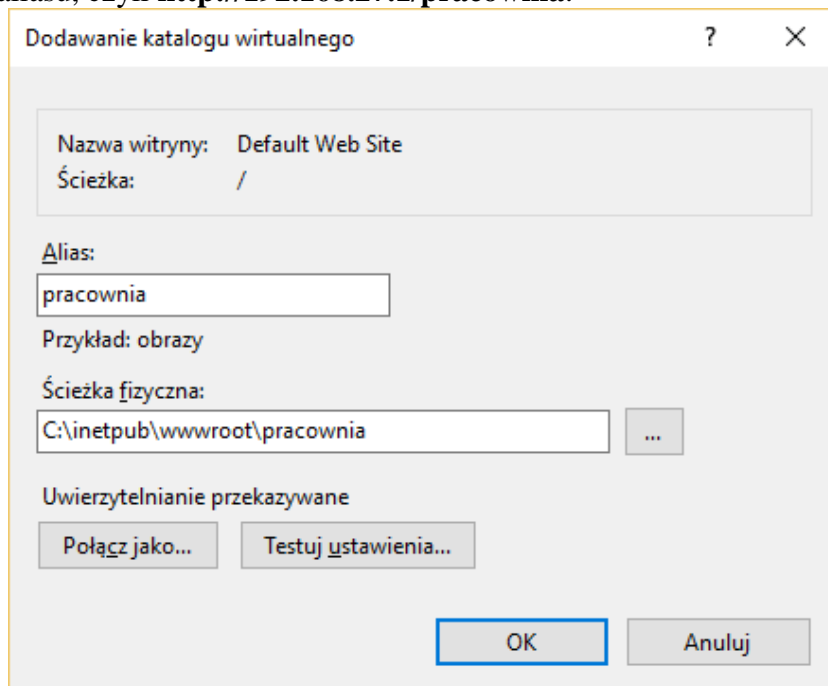 czyli
Dodawanie katalogu wirtualnego ? ×
Nazwa witryny: Default Web Site
Ścieżka: /
Alias:
pracownia
Przykład: obrazy
Ścieżka fizyczna:
C:\inetpub\wwwroot\pracownia ...
Uwierzytelnianie przekazywane
Połącz jako... Testuj ustawienia...
OK Anuluj